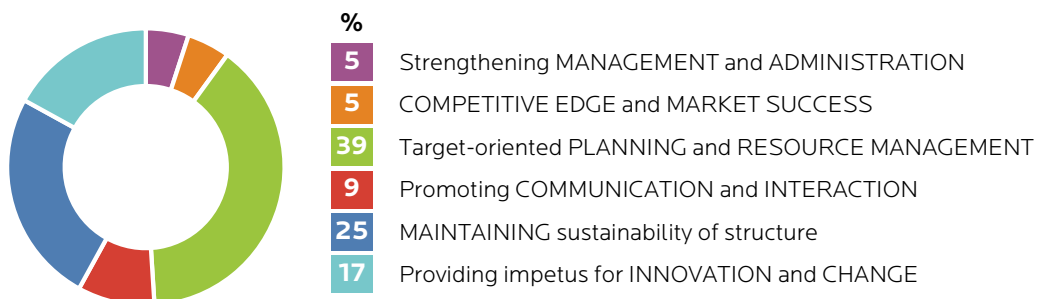 %
5 Strengthening MANAGEMENT and ADMINISTRATION
5 COMPETITIVE EDGE and MARKET SUCCESS
39 Target-oriented PLANNING and RESOURCE MANAGEMENT
9 Promoting COMMUNICATION and INTERACTION
25 MAINTAINING sustainability of structure
17 Providing impetus for INNOVATION and CHANGE